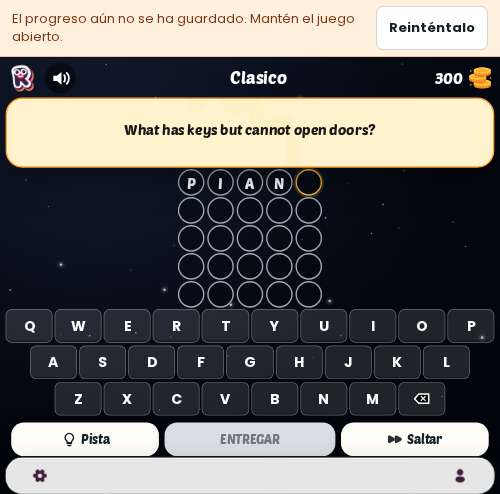 El progreso aún no se ha guardado. Mantén el juego
abierto.
Reinténtalo
Clasico
300
What has keys but cannot open doors?
P I A N
Q W E R T Y U I O P
A S D F G H J K L
Z X C V B N M
Pista
ENTREGAR
Saltar